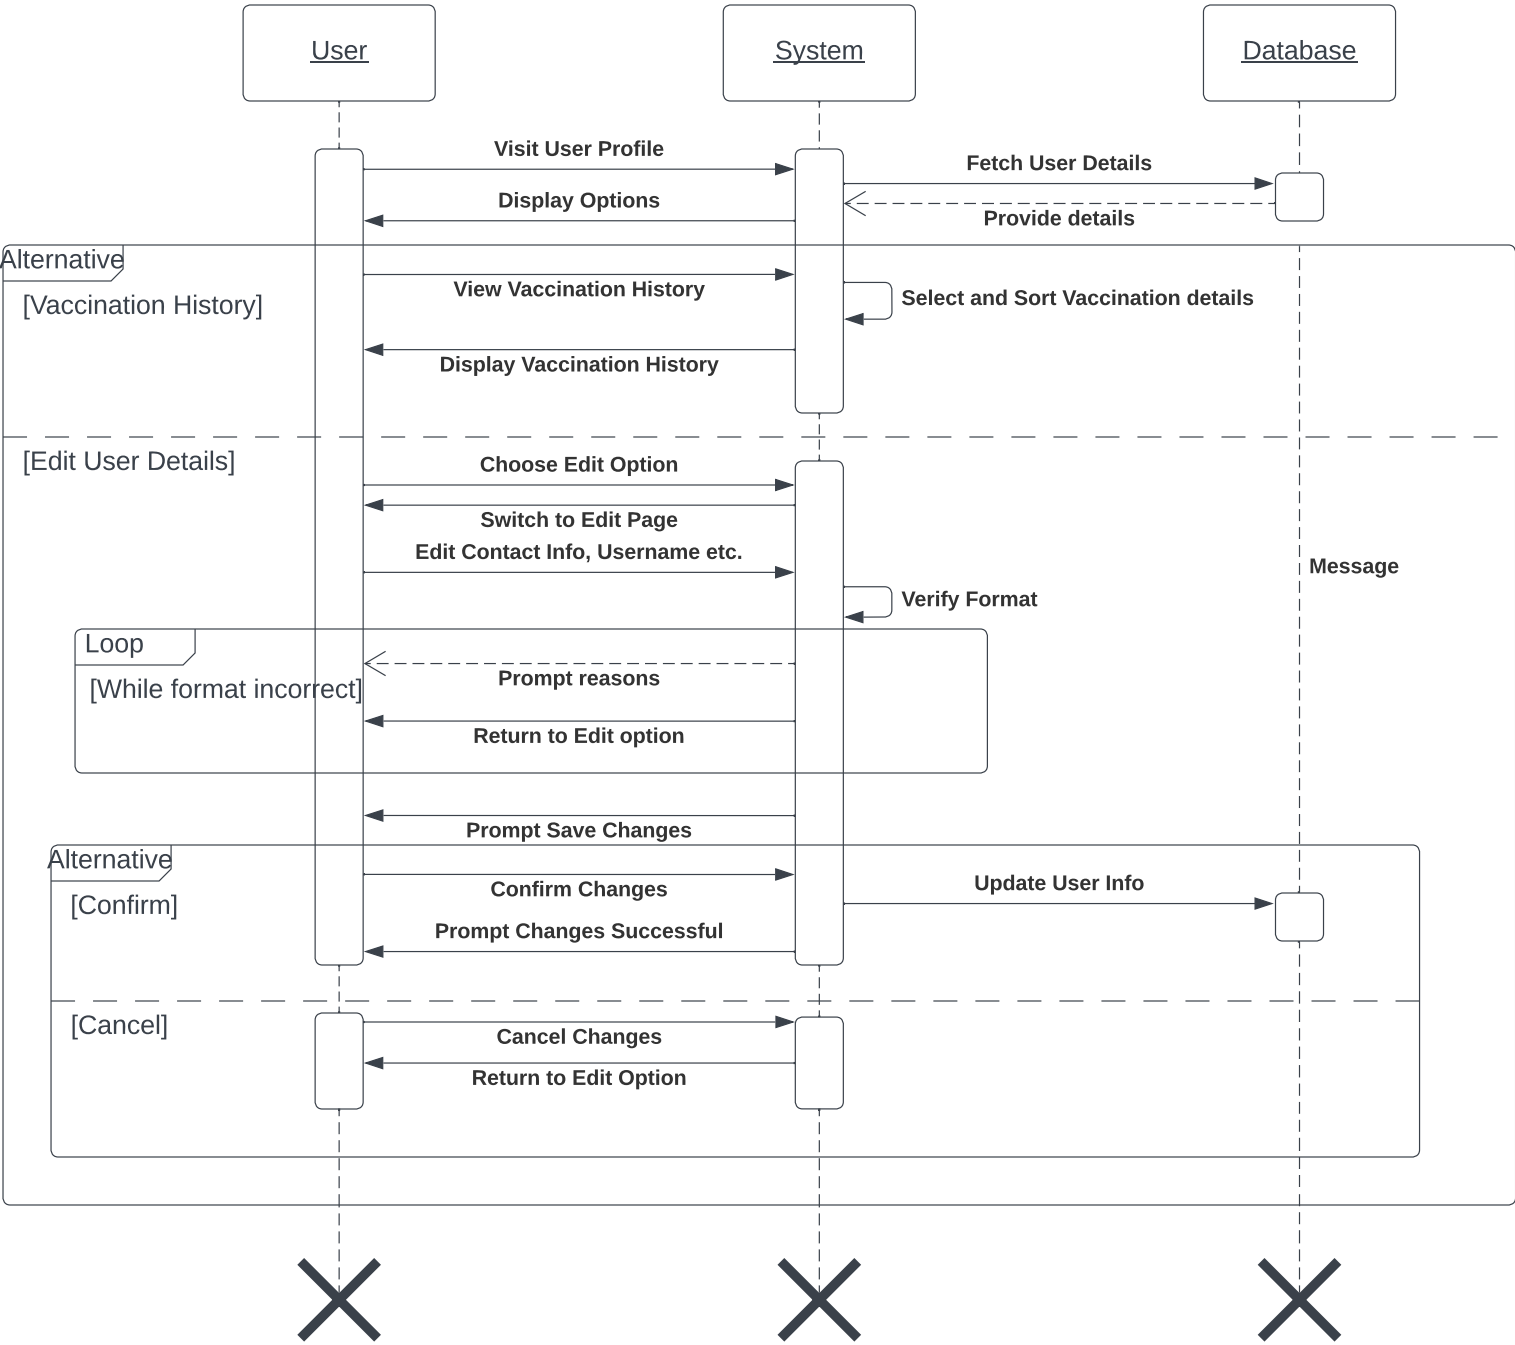 User
System
Database
Visit User Profile
Fetch User Details
Display Options
Provide details
Alternative
[Vaccination History]
View Vaccination History
Select and Sort Vaccination details
Display Vaccination History
[Edit User Details]
Choose Edit Option
Switch to Edit Page
Edit Contact Info, Username etc.
Message
Verify Format
Loop
[While format incorrect]
Prompt reasons
Return to Edit option
Prompt Save Changes
Alternative
[Confirm]
Confirm Changes
Update User Info
Prompt Changes Successful
[Cancel]
Cancel Changes
Return to Edit Option